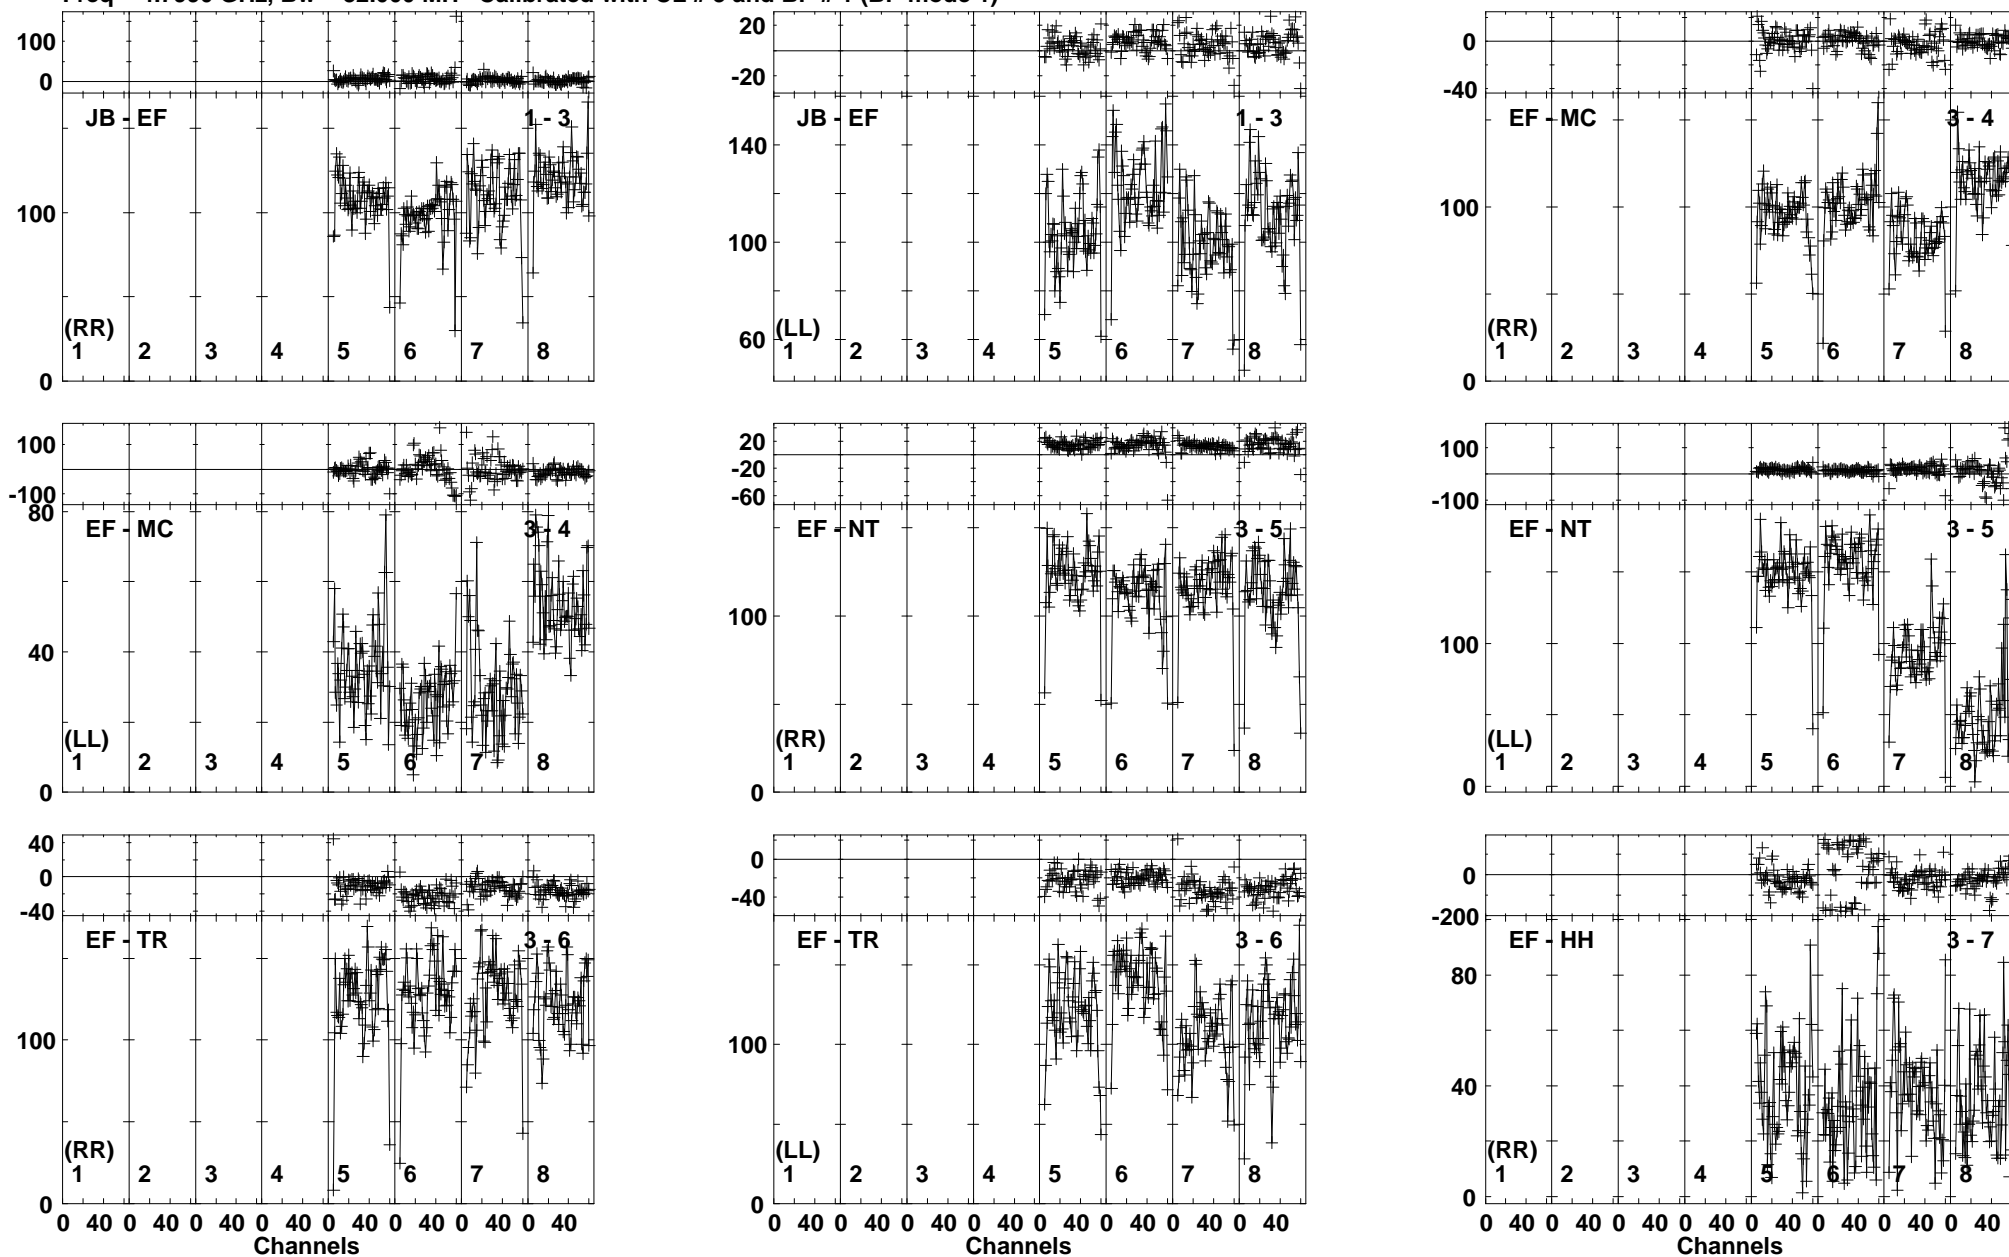 100 0 JB - EF 1 - 3 100 0 (RR) 1 2 3 4 5 6 7 8
20 0 -20 JB - EF 1 - 3 140 100 60 (LL) 1 2 3 4 5 6 7 8
0 -40 EF - MC 3 - 4 100 0 (RR) 1 2 3 4 5 6 7 8
100 0 -100 EF - MC 3 - 4 80 40 0 (LL) 1 2 3 4 5 6 7 8
20 -20 -60 EF - NT 3 - 5 100 0 (RR) 1 2 3 4 5 6 7 8
100 -100 EF - NT 3 - 5 100 0 (LL) 1 2 3 4 5 6 7 8
40 0 -40 EF - TR 3 - 6 100 0 (RR) 1 2 3 4 5 6 7 8
0 40 0 40 0 40 0 40 0 40 0 40 0 40 0 40
Channels
0 -40 EF - TR 3 - 6 100 0 (LL) 1 2 3 4 5 6 7 8
0 40 0 40 0 40 0 40 0 40 0 40 0 40 0 40
Channels
0 -200 EF - HH 3 - 7 80 40 0 (RR) 1 2 3 4 5 6 7 8
0 40 0 40 0 40 0 40 0 40 0 40 0 40 0 40
Channels